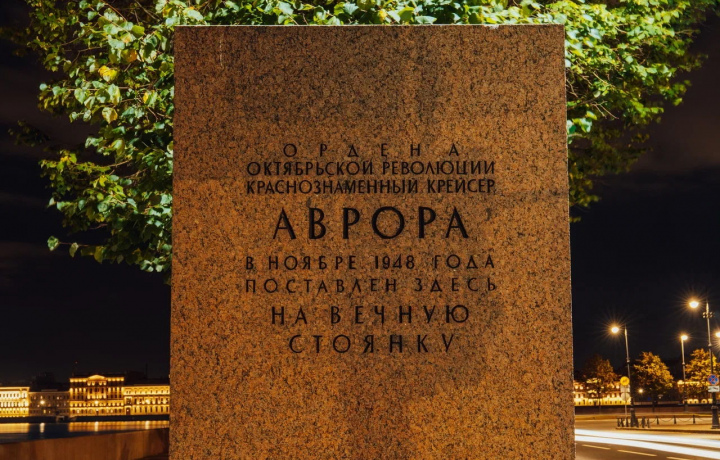 ОРДЕНА
ОКТЯБРЬСКОЙ РЕВОЛЮЦИИ
КРАСНОЗНАМЕННЫЙ КРЕЙСЕР
АВРОРА
В НОЯБРЕ 1948 ГОДА
ПОСТАВЛЕН ЗДЕСЬ
НА ВЕЧНУЮ
СТОЯНКУ